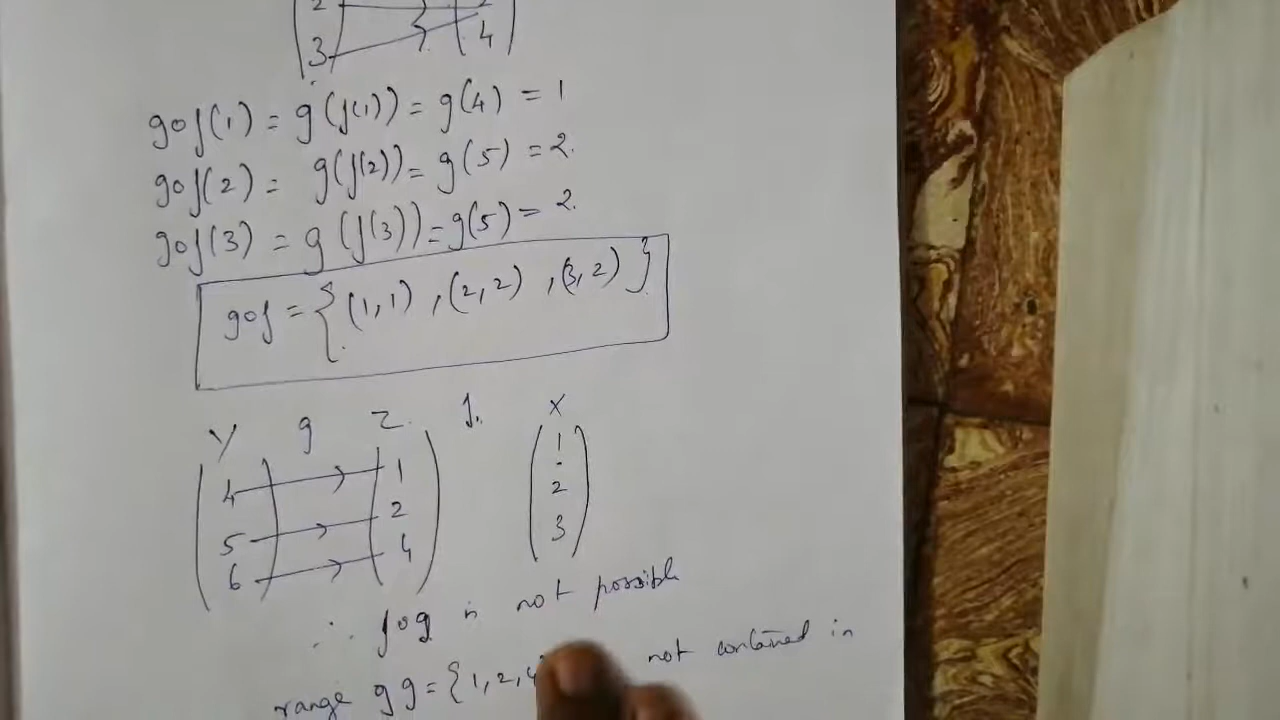 2
3 4
gof(1) = g(f(1)) = g(4) = 1
gof(2) = g(f(2)) = g(5) = 2.
gof(3) = g(f(3)) = g(5) = 2.
gof = {(1,1), (2,2), (3,2)}
Y g Z f. X
4 1 1
5 2 2
6 4 3
∴ fog is not possible
range g g = {1, 2, 4 not contained in